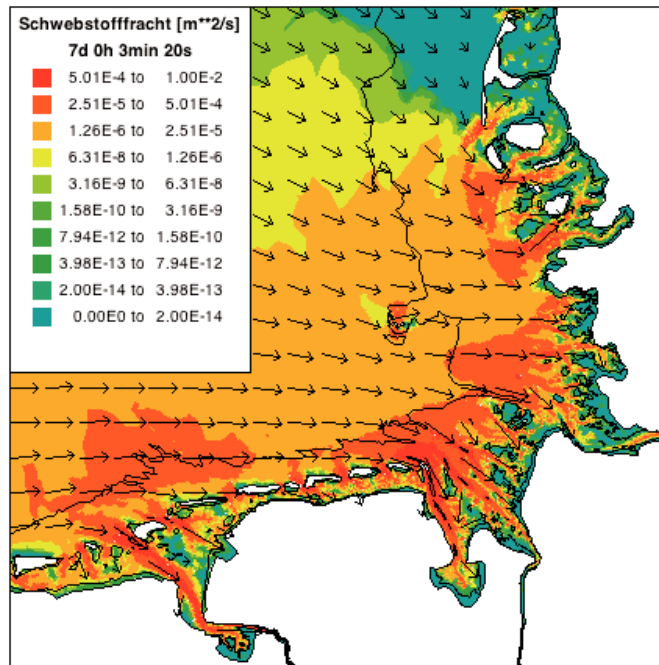 Schwebstofffracht [m**2/s]
7d 0h 3min 20s
5.01E-4 to 1.00E-2
2.51E-5 to 5.01E-4
1.26E-6 to 2.51E-5
6.31E-8 to 1.26E-6
3.16E-9 to 6.31E-8
1.58E-10 to 3.16E-9
7.94E-12 to 1.58E-10
3.98E-13 to 7.94E-12
2.00E-14 to 3.98E-13
0.00E0 to 2.00E-14